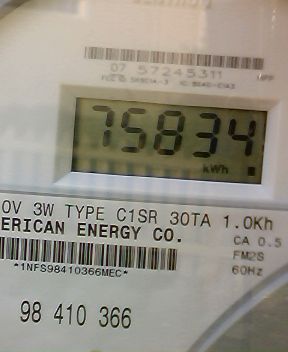 07 57245311
75834
kWh
0V 3W TYPE C1SR 30TA 1.0Kh
ERICAN ENERGY CO.
CA 0.5
*1NFS98410366MEC*
FM2S
60Hz
98 410 366